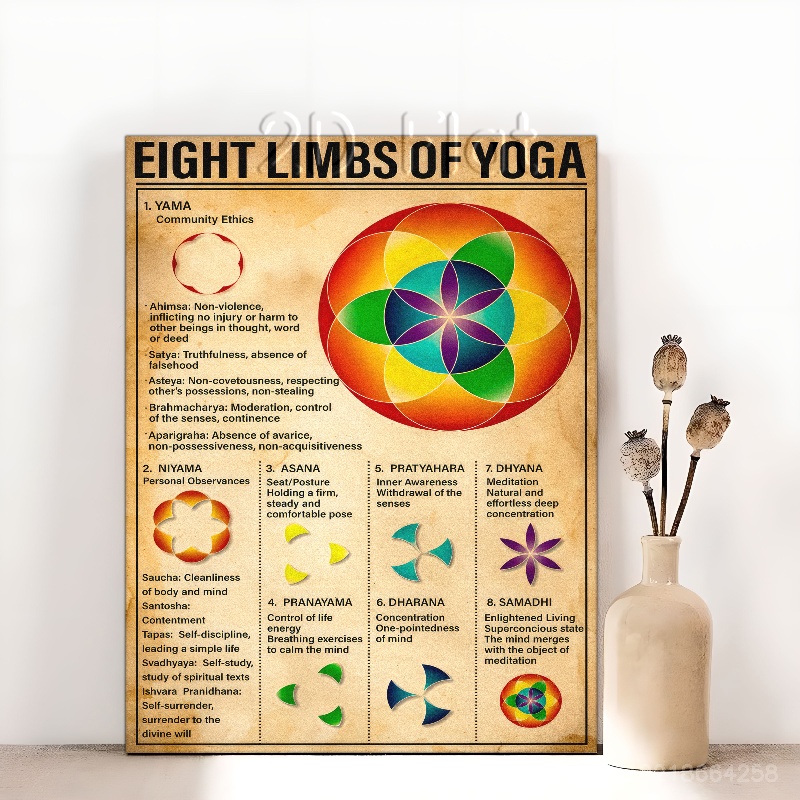 2D Flat
EIGHT LIMBS OF YOGA
1. YAMA
Community Ethics
· Ahimsa: Non-violence,
inflicting no injury or harm to
other beings in thought, word
or deed
· Satya: Truthfulness, absence of
falsehood
· Asteya: Non-covetousness, respecting
other's possessions, non-stealing
· Brahmacharya: Moderation, control
of the senses, continence
· Aparigraha: Absence of avarice,
non-possessiveness, non-acquisitiveness
2. NIYAMA
Personal Observances
Saucha: Cleanliness
of body and mind
Santosha:
Contentment
Tapas: Self-discipline,
leading a simple life
Svadhyaya: Self-study,
study of spiritual texts
Ishvara Pranidhana:
Self-surrender,
surrender to the
divine will
3. ASANA
Seat/Posture
Holding a firm,
steady and
comfortable pose
4. PRANAYAMA
Control of life
energy
Breathing exercises
to calm the mind
5. PRATYAHARA
Inner Awareness
Withdrawal of the
senses
6. DHARANA
Concentration
One-pointedness
of mind
7. DHYANA
Meditation
Natural and
effortless deep
concentration
8. SAMADHI
Enlightened Living
Superconcious state
The mind merges
with the object of
meditation